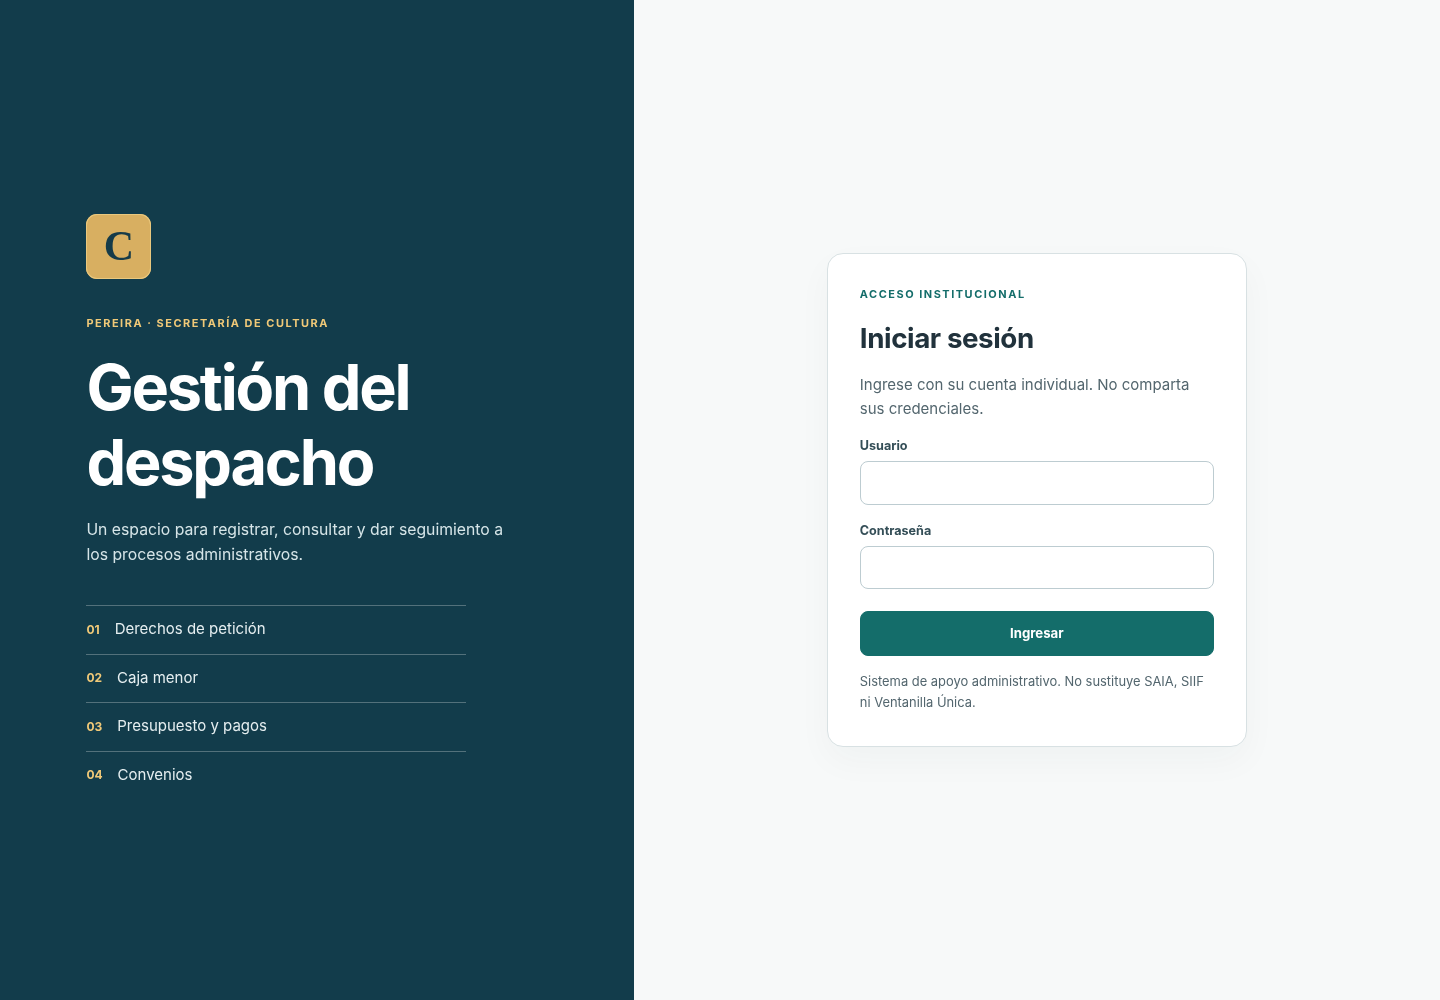 C
PEREIRA · SECRETARÍA DE CULTURA
Gestión del
despacho
Un espacio para registrar, consultar y dar seguimiento a
los procesos administrativos.
01 Derechos de petición
02 Caja menor
03 Presupuesto y pagos
04 Convenios
ACCESO INSTITUCIONAL
Iniciar sesión
Ingrese con su cuenta individual. No comparta
sus credenciales.
Usuario
Contraseña
Ingresar
Sistema de apoyo administrativo. No sustituye SAIA, SIIF
ni Ventanilla Única.